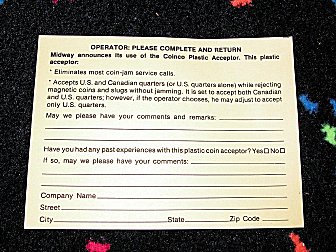 OPERATOR: PLEASE COMPLETE AND RETURN
Midway announces its use of the Coinco Plastic Acceptor. This plastic
acceptor:
* Eliminates most coin-jam service calls.
* Accepts U.S. and Canadian quarters (or U.S. quarters alone) while rejecting
magnetic coins and slugs without jamming. It is set to accept both Canadian
and U.S. quarters; however, if the operator chooses, he may adjust to accept
only U.S. quarters.
May we please have your comments and remarks:
Have you had any past experiences with this plastic coin acceptor? Yes☐ No☐
If so, may we please have your comments:
Company Name
Street
City State Zip Code